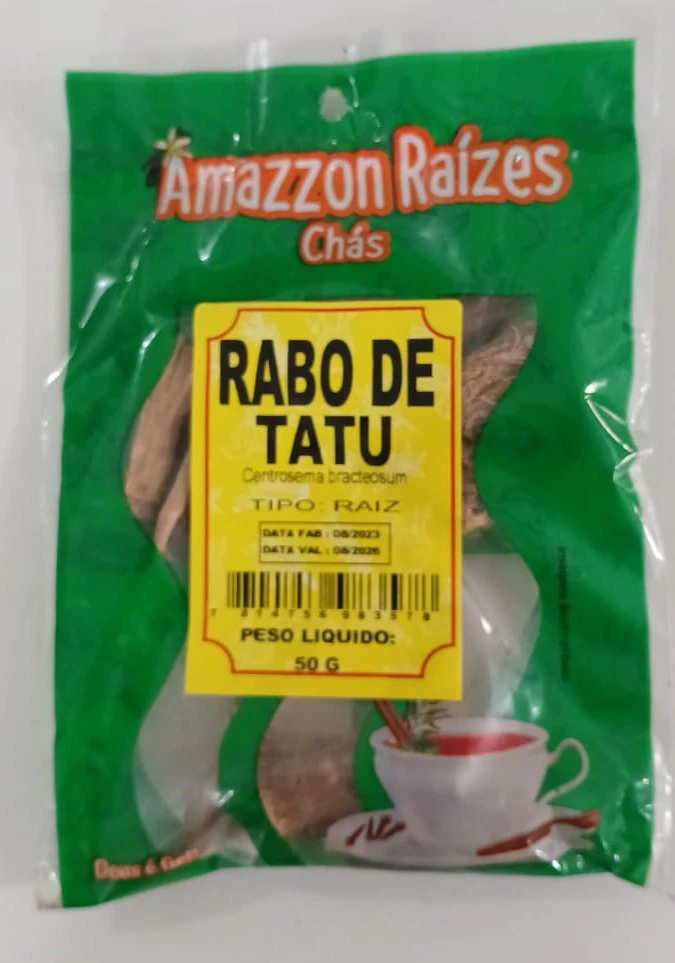 Amazzon Raízes
Chás
RABO DE
TATU
Centrosema bracteosum
TIPO: RAIZ
DATA FAB : 08/2023
DATA VAL : 08/2026
PESO LIQUIDO:
50 G
Deus é